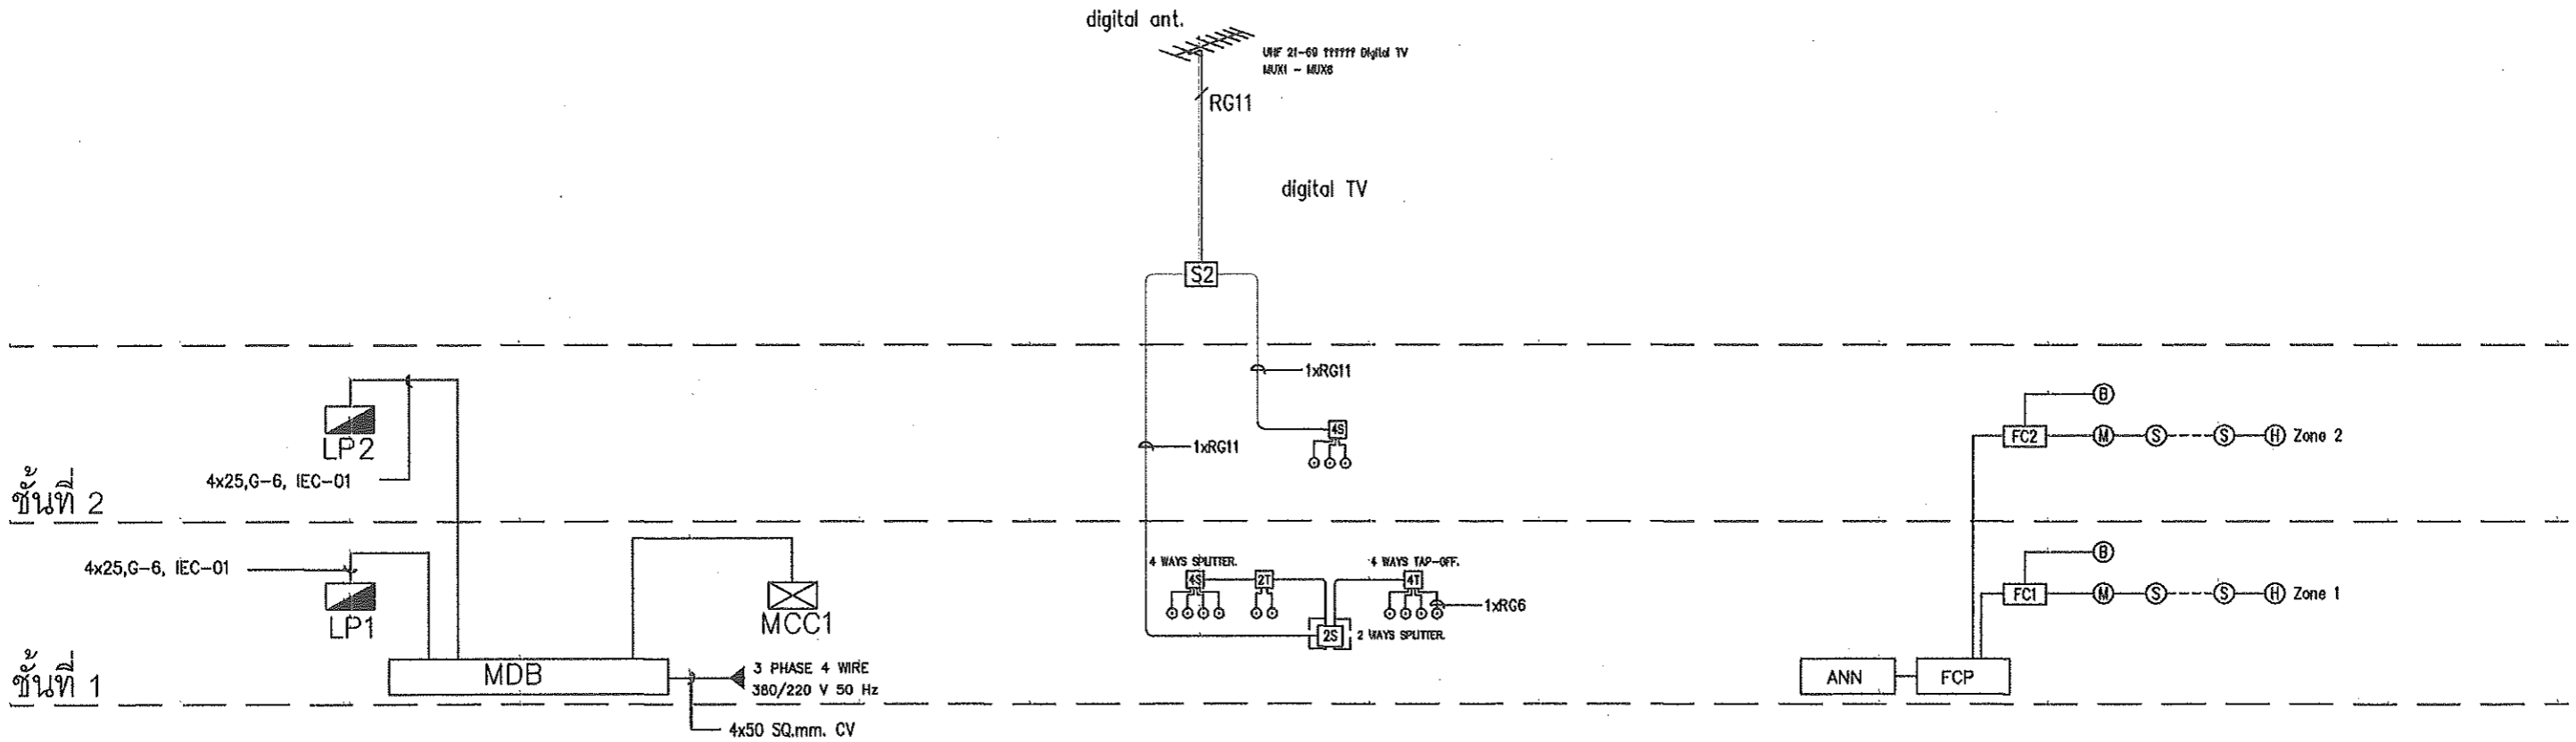 digital ant.
UHF 21-69 ?????? Digital TV
MUX1 - MUX6
RG11
digital TV
S2
1xRG11
LP2
4S
1xRG11
4x25,G-6, IEC-01
ชั้นที่ 2
B
FC2 M S S H Zone 2
4x25,G-6, IEC-01
LP1
MCC1
4 WAYS SPLITTER.
4 WAYS TAP-OFF.
4S 2T 4T
1xRG6
2S 2 WAYS SPLITTER.
B
FC1 M S S H Zone 1
ชั้นที่ 1
MDB
3 PHASE 4 WIRE
380/220 V 50 Hz
4x50 SQ.mm. CV
ANN FCP